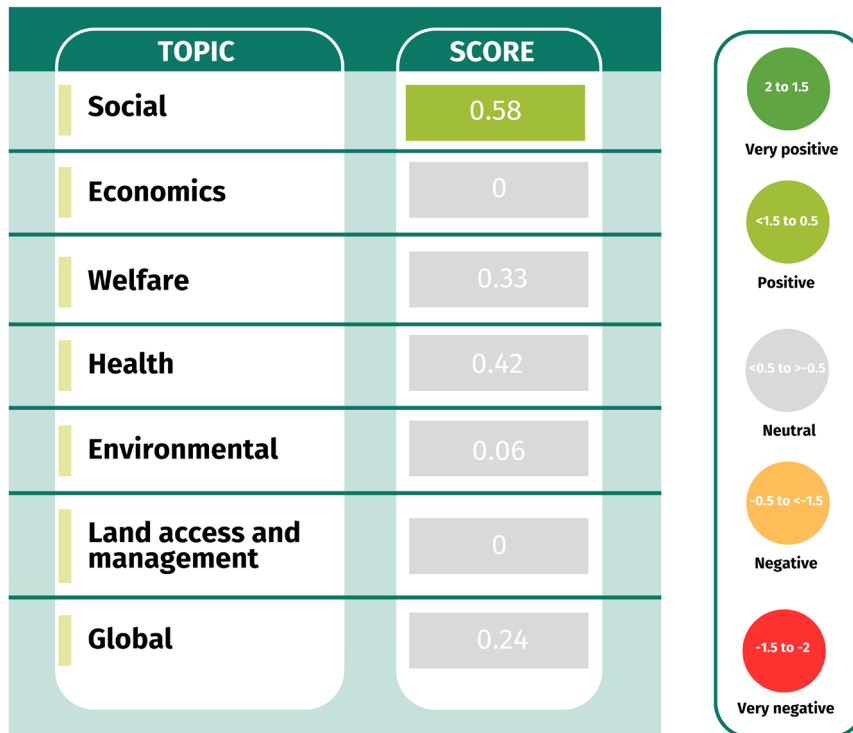 TOPIC SCORE
Social 0.58
Economics 0
Welfare 0.33
Health 0.42
Environmental 0.06
Land access and
management 0
Global 0.24
2 to 1.5
Very positive
<1.5 to 0.5
Positive
<0.5 to >-0.5
Neutral
-0.5 to <-1.5
Negative
-1.5 to -2
Very negative